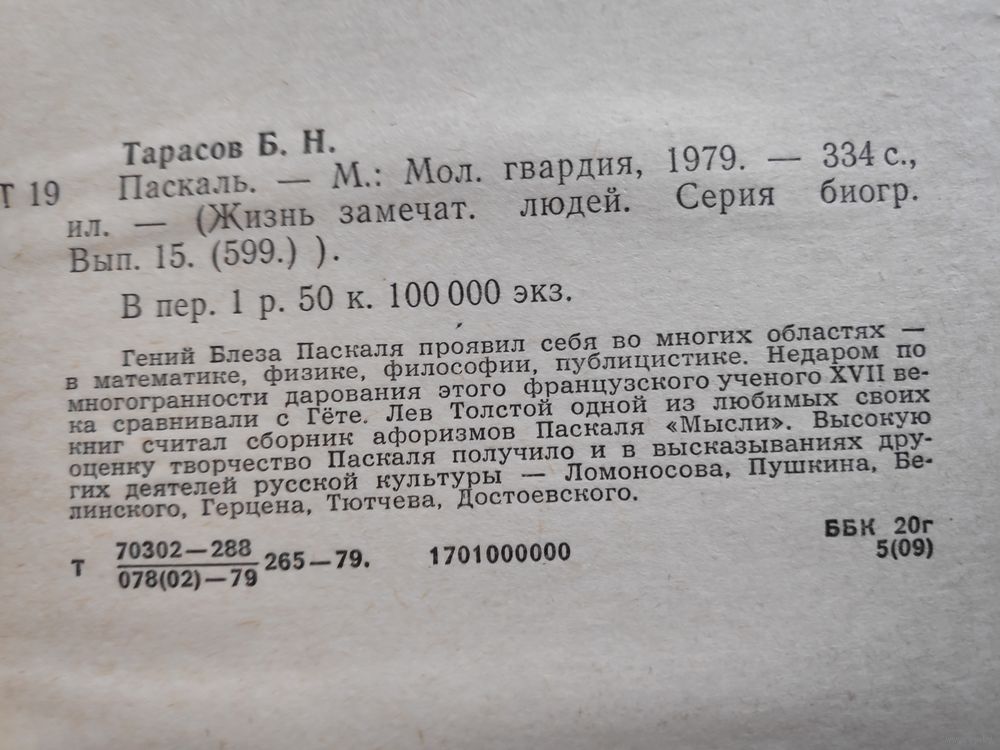 Тарасов Б. Н.
Т 19 Паскаль. — М.: Мол. гвардия, 1979. — 334 с.,
ил. — (Жизнь замечат. людей. Серия биогр.
Вып. 15. (599.) ).
В пер. 1 р. 50 к. 100 000 экз.
Гений Блеза Паскаля проявил себя во многих областях —
в математике, физике, философии, публицистике. Недаром по
многогранности дарования этого французского ученого XVII ве-
ка сравнивали с Гёте. Лев Толстой одной из любимых своих
книг считал сборник афоризмов Паскаля «Мысли». Высокую
оценку творчество Паскаля получило и в высказываниях дру-
гих деятелей русской культуры — Ломоносова, Пушкина, Бе-
линского, Герцена, Тютчева, Достоевского.
Т 70302—288
078(02)—79 265—79. 1701000000
ББК 20г
5(09)